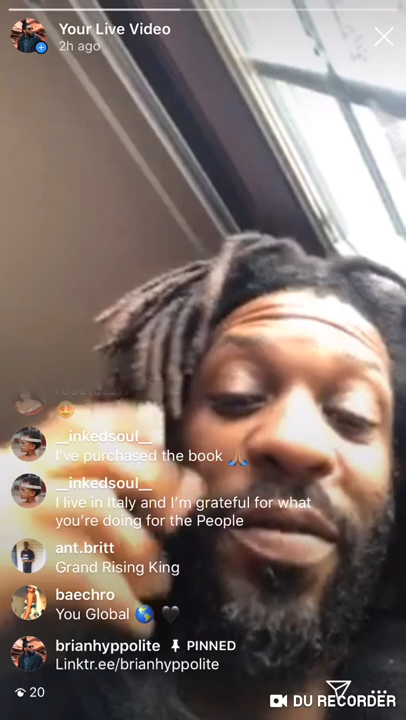 Your Live Video
2h ago
__inkedsoul__
I've purchased the book 🙏🏽
__inkedsoul__
I live in Italy and I'm grateful for what
you're doing for the People
ant.britt
Grand Rising King
baechro
You Global 🌎 🖤
brianhyppolite 📌 PINNED
Linktr.ee/brianhyppolite
20
DU RECORDER